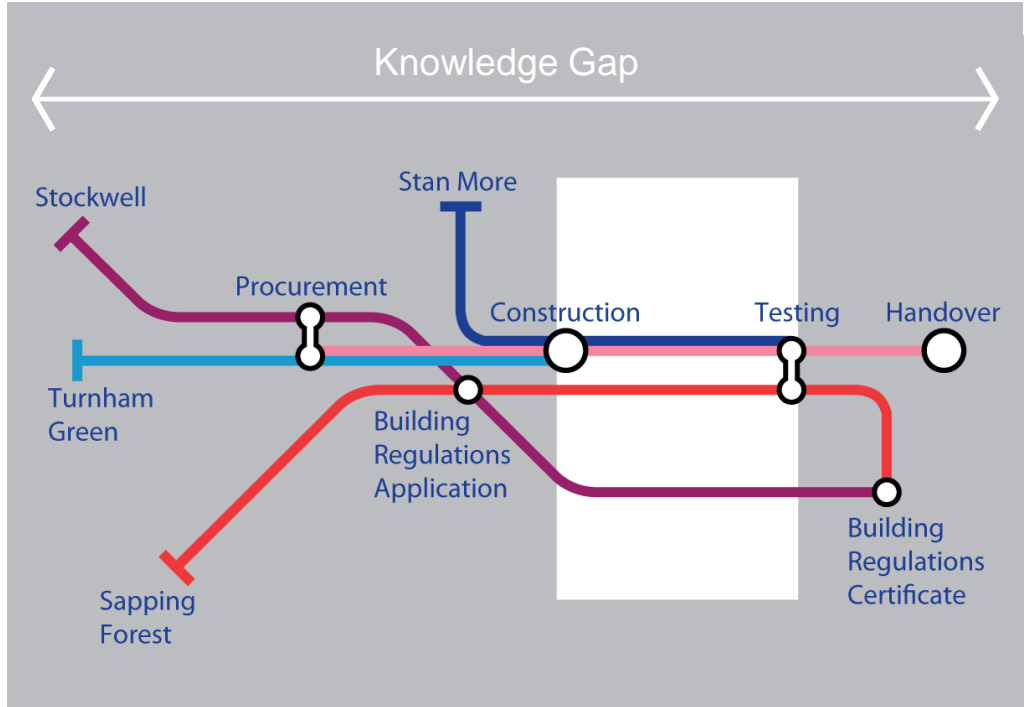 Knowledge Gap
Stan More
Stockwell
Procurement
Construction
Testing
Handover
Turnham
Green
Building
Regulations
Application
Building
Regulations
Certificate
Sapping
Forest